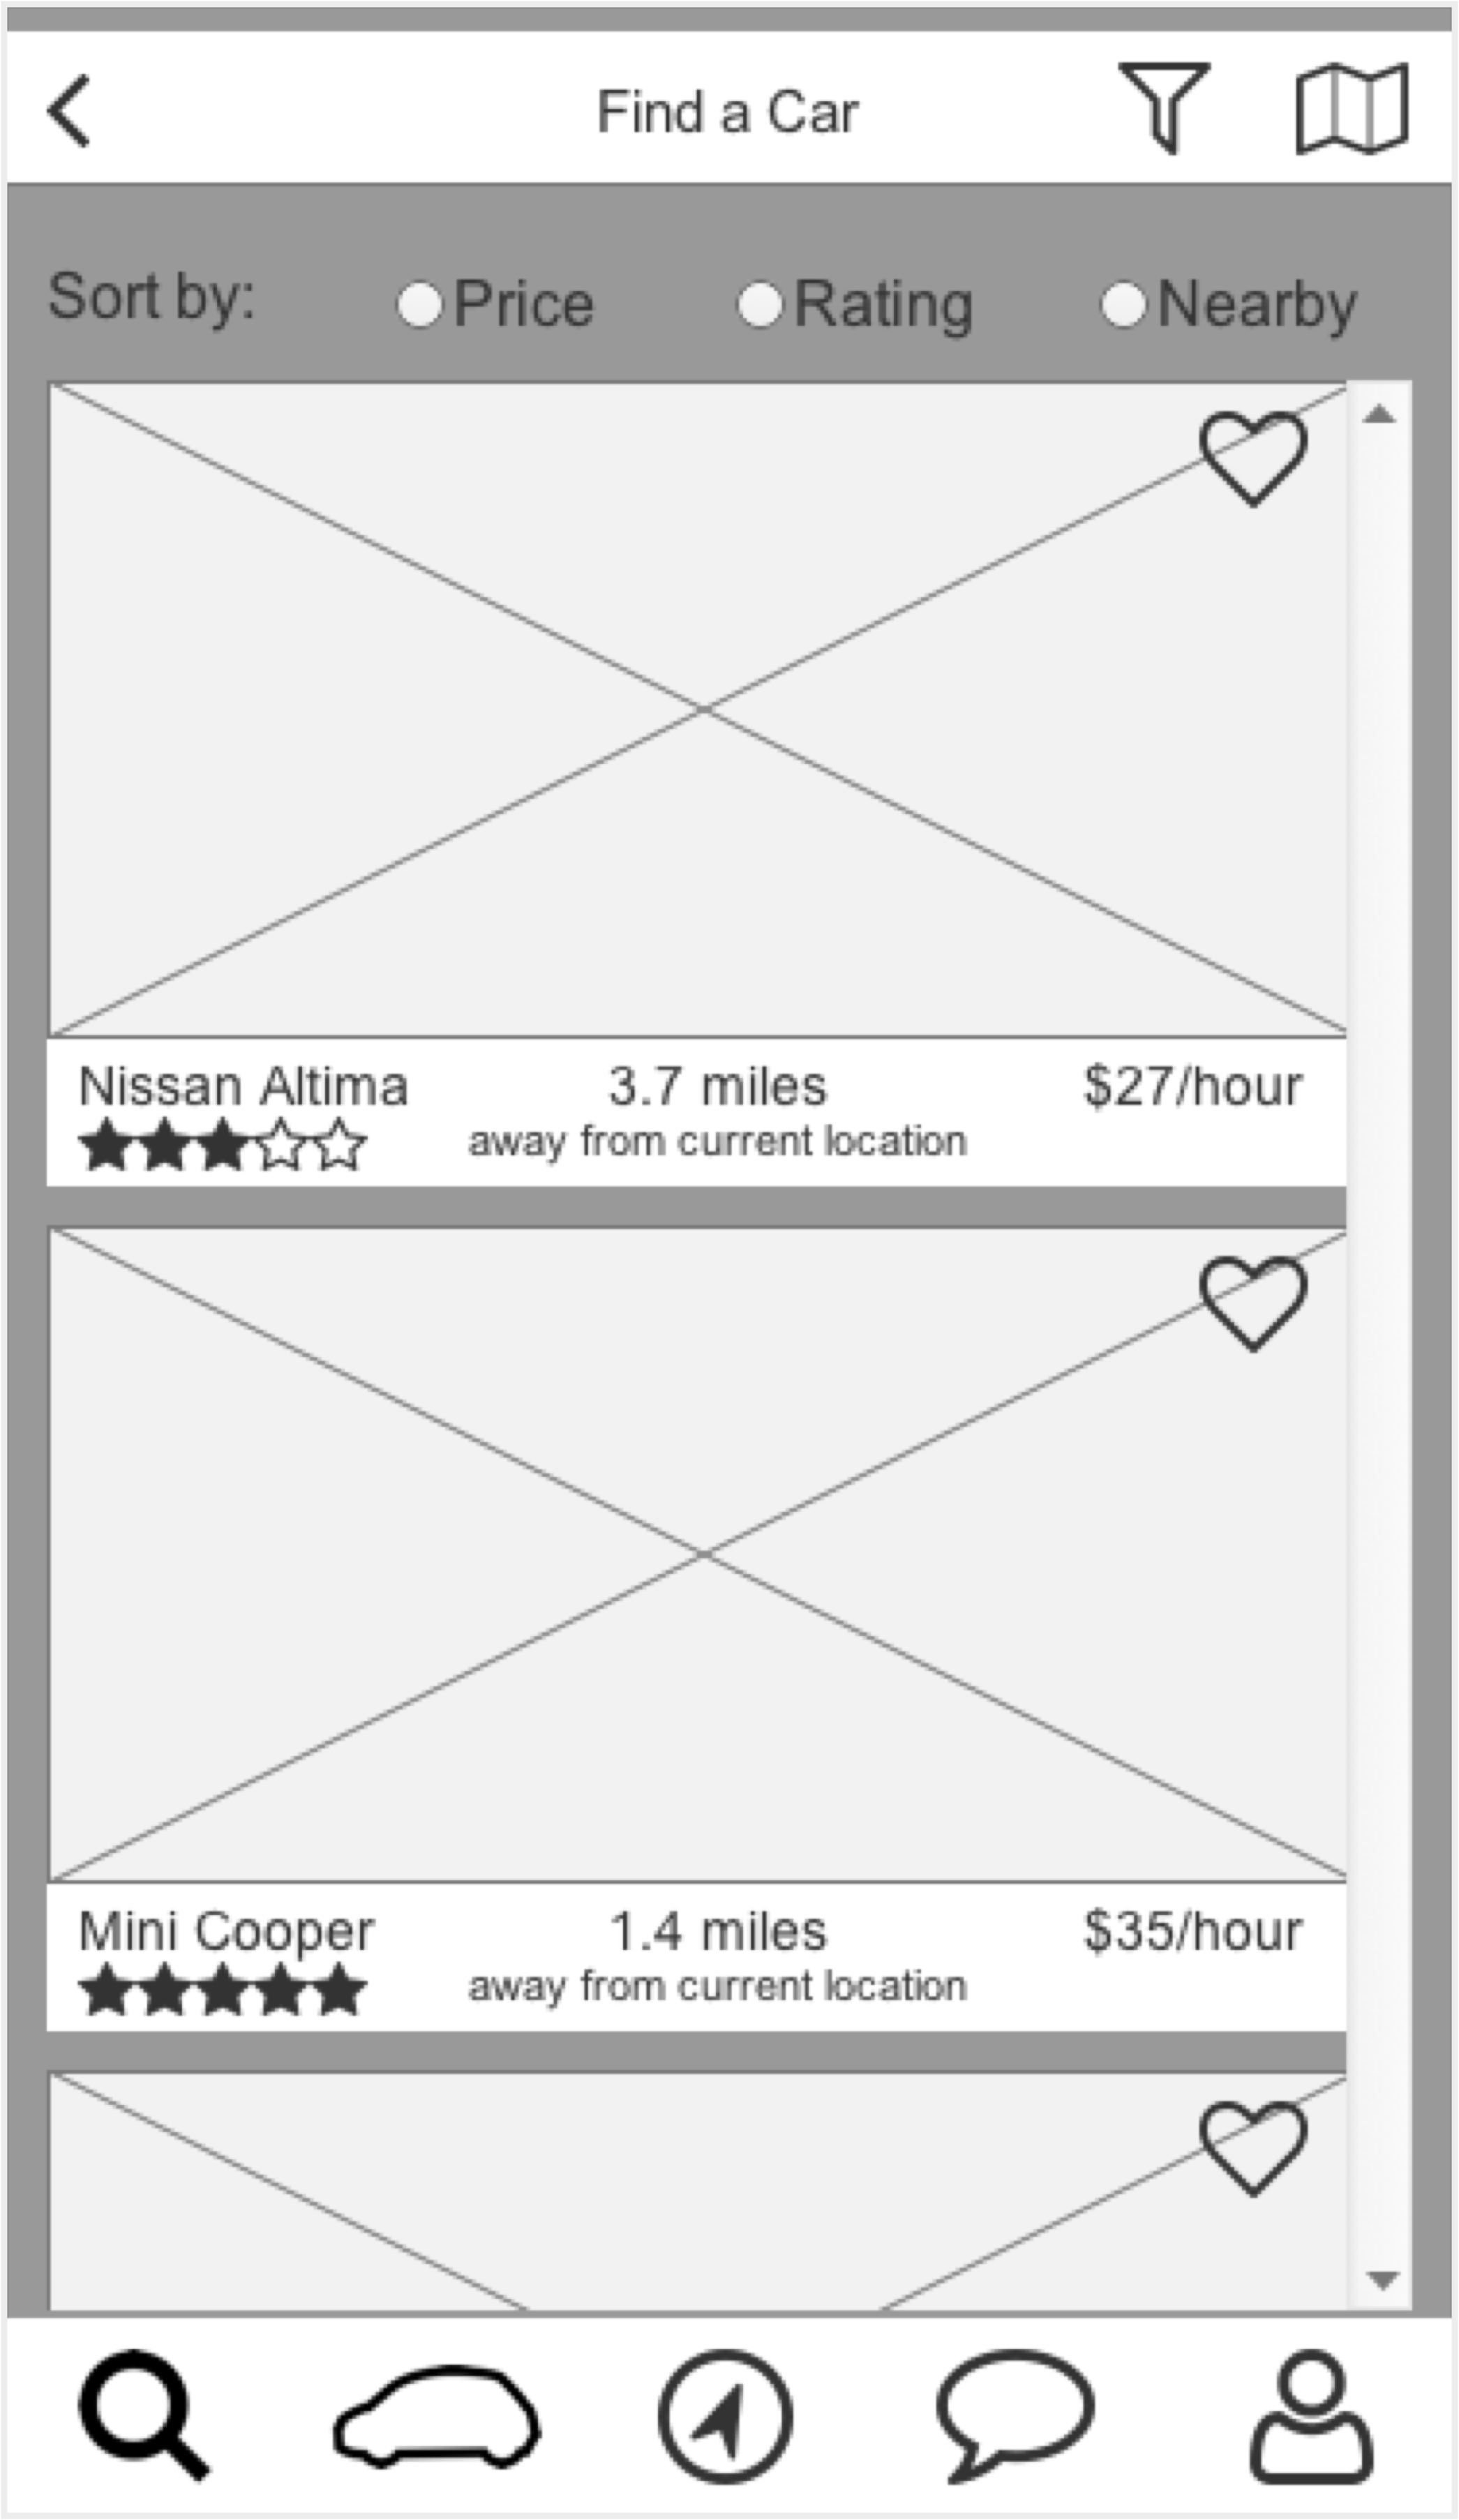 Find a Car
Sort by: Price Rating Nearby
Nissan Altima 3.7 miles $27/hour
away from current location
Mini Cooper 1.4 miles $35/hour
away from current location